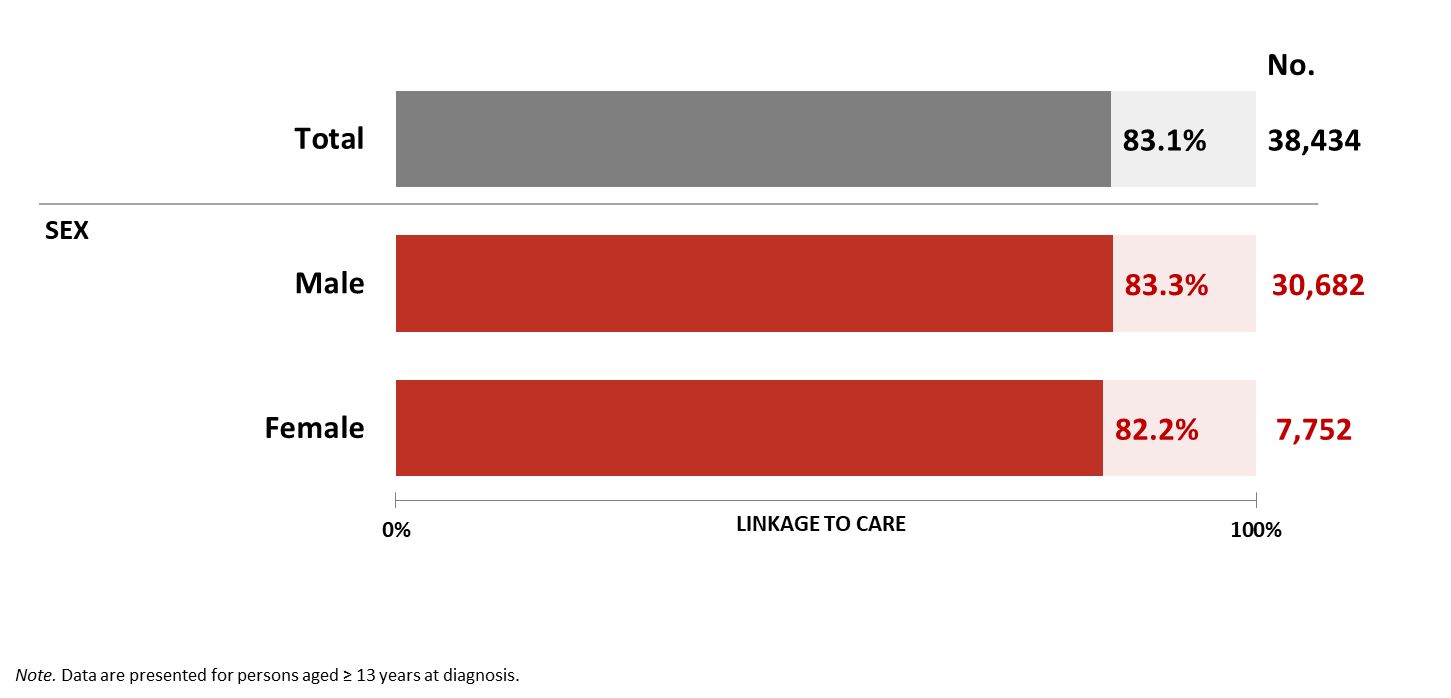 No.
Total 83.1% 38,434
SEX
Male 83.3% 30,682
Female 82.2% 7,752
0% LINKAGE TO CARE 100%
Note. Data are presented for persons aged ≥ 13 years at diagnosis.